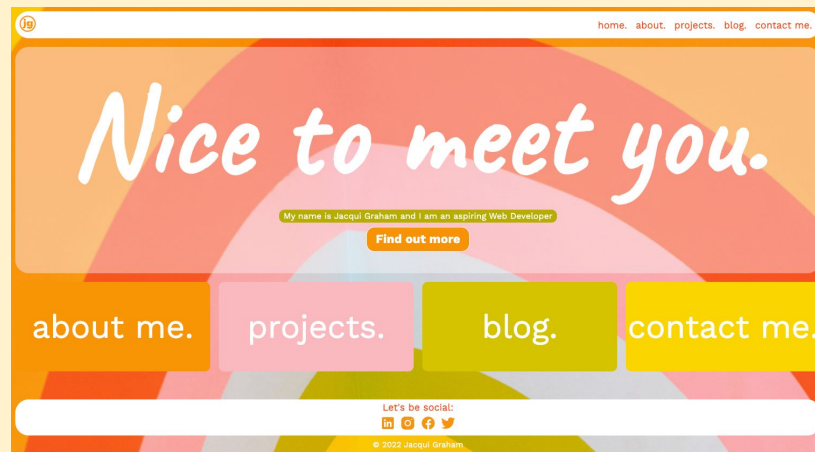 jg
home. about. projects. blog. contact me.
Nice to meet you.
My name is Jacqui Graham and I am an aspiring Web Developer
Find out more
about me. projects. blog. contact me.
Let's be social:
in
© 2022 Jacqui Graham